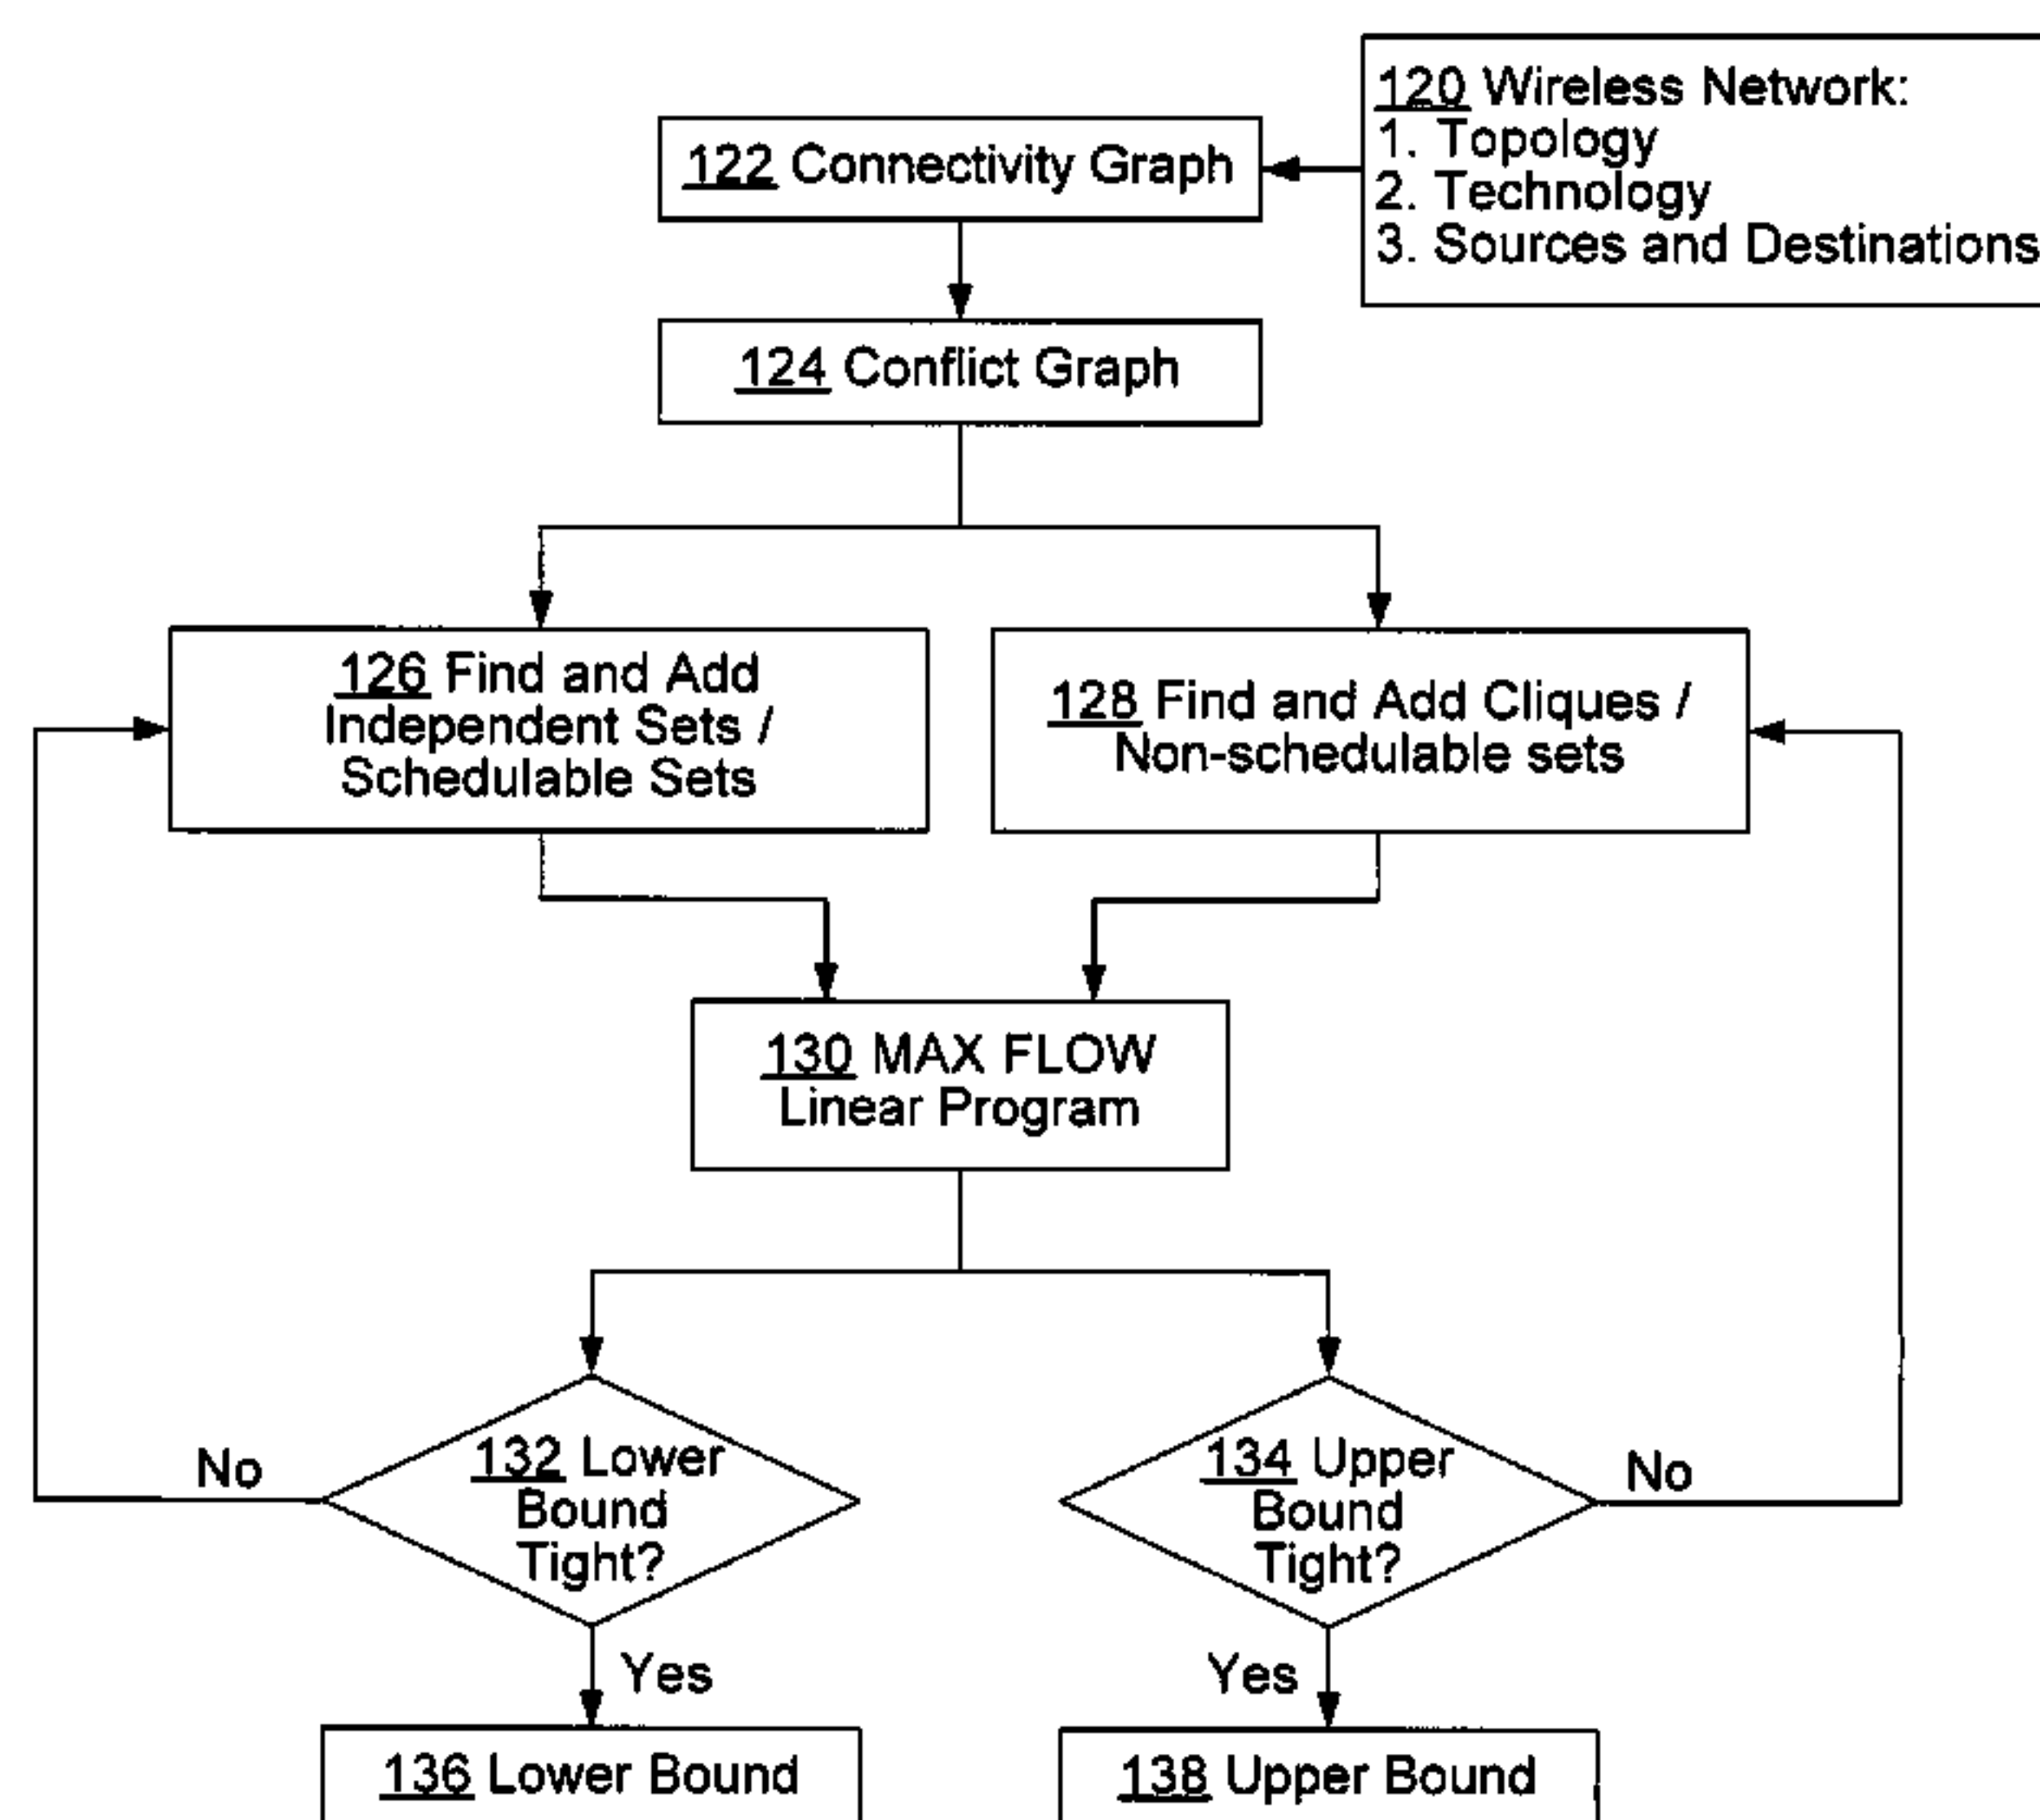 120 Wireless Network:
1. Topology
2. Technology
3. Sources and Destinations
122 Connectivity Graph
124 Conflict Graph
126 Find and Add
Independent Sets /
Schedulable Sets
128 Find and Add Cliques /
Non-schedulable sets
130 MAX FLOW
Linear Program
132 Lower
Bound
Tight?
No
Yes
134 Upper
Bound
Tight?
No
Yes
136 Lower Bound
138 Upper Bound